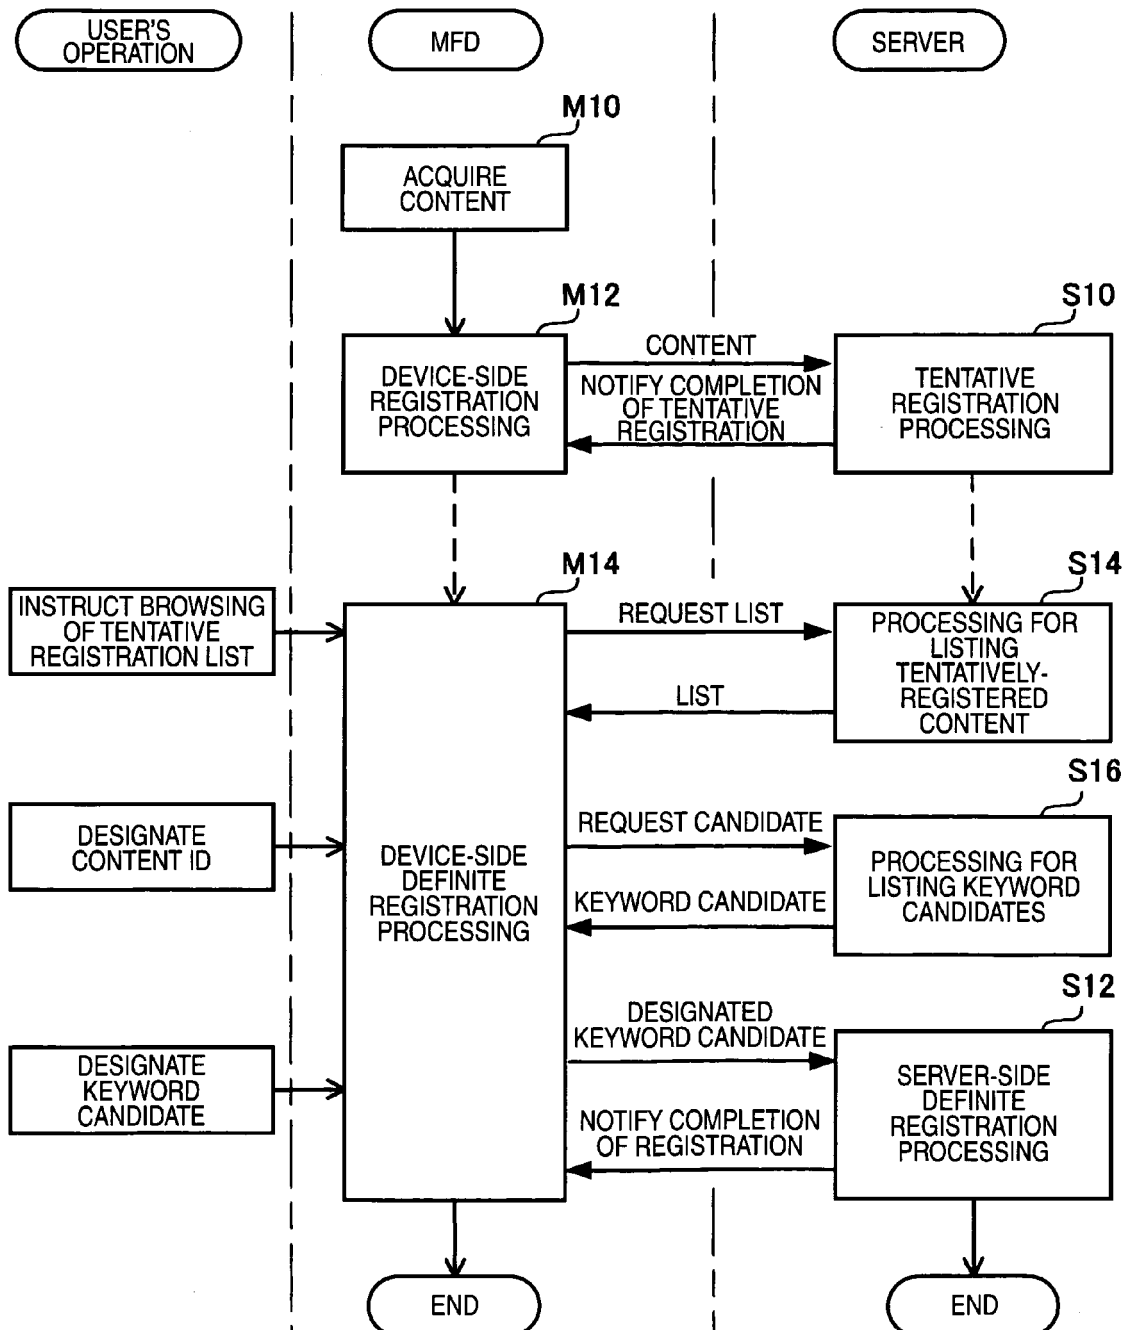 USER'S
OPERATION
MFD
SERVER
M10
ACQUIRE
CONTENT
M12
S10
DEVICE-SIDE
REGISTRATION
PROCESSING
CONTENT
NOTIFY COMPLETION
OF TENTATIVE
REGISTRATION
TENTATIVE
REGISTRATION
PROCESSING
M14
S14
INSTRUCT BROWSING
OF TENTATIVE
REGISTRATION LIST
REQUEST LIST
LIST
PROCESSING FOR
LISTING
TENTATIVELY-
REGISTERED
CONTENT
S16
DESIGNATE
CONTENT ID
DEVICE-SIDE
DEFINITE
REGISTRATION
PROCESSING
REQUEST CANDIDATE
KEYWORD CANDIDATE
PROCESSING FOR
LISTING KEYWORD
CANDIDATES
S12
DESIGNATE
KEYWORD
CANDIDATE
DESIGNATED
KEYWORD CANDIDATE
NOTIFY COMPLETION
OF REGISTRATION
SERVER-SIDE
DEFINITE
REGISTRATION
PROCESSING
END
END